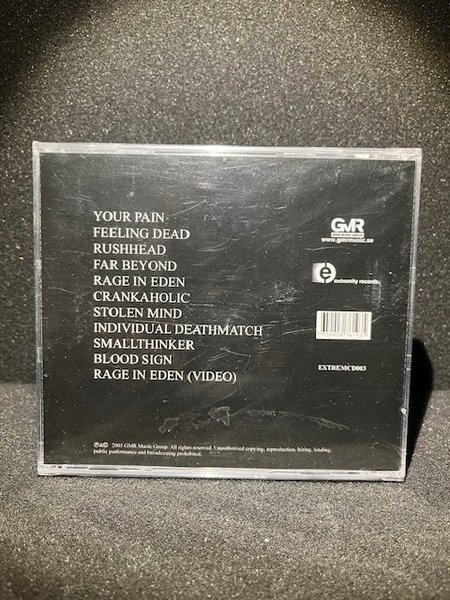 YOUR PAIN
FEELING DEAD
RUSHHEAD
FAR BEYOND
RAGE IN EDEN
CRANKAHOLIC
STOLEN MIND
INDIVIDUAL DEATHMATCH
SMALLTHINKER
BLOOD SIGN
RAGE IN EDEN (VIDEO)
GMR
www.gmrmusic.se
e extremity records.
EXTREMCD003
℗&© 2005 GMR Music Group. All rights reserved. Unauthorized copying, reproduction, hiring, lending,
public performance and broadcasting prohibited.